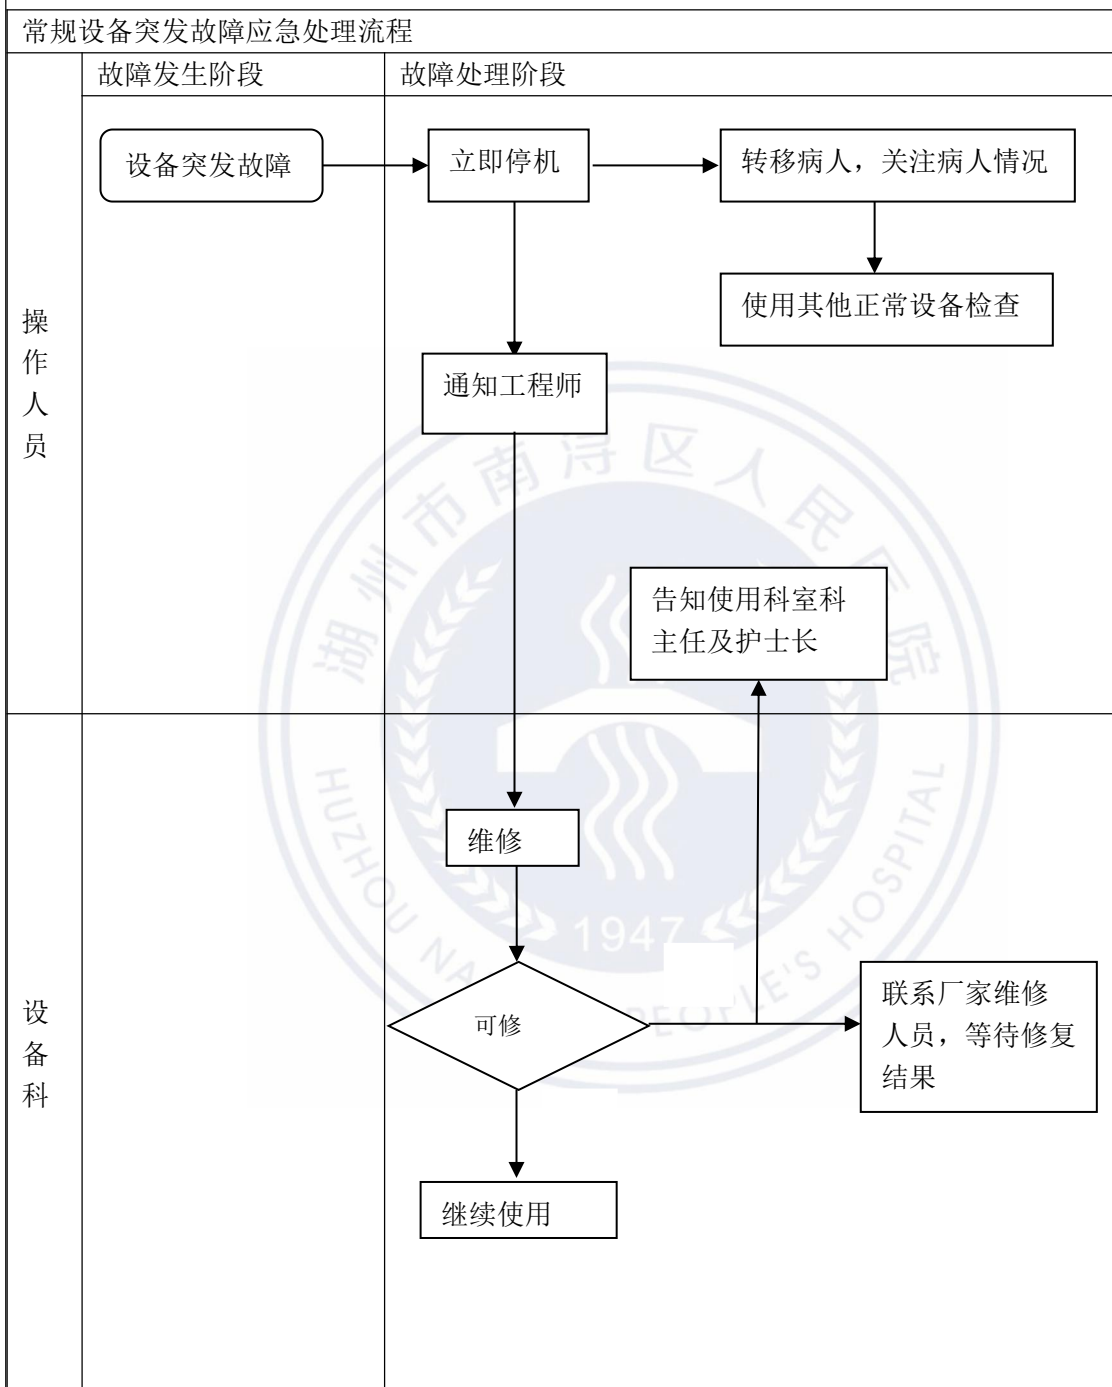 常规设备突发故障应急处理流程
故障发生阶段
故障处理阶段
操
作
人
员
设备突发故障
立即停机
转移病人，关注病人情况
使用其他正常设备检查
通知工程师
告知使用科室科
主任及护士长
设
备
科
维修
可修
联系厂家维修
人员，等待修复
结果
继续使用
湖州市南浔区人民医院
1947
HUZHOU NA
PEOPLE'S HOSPITAL